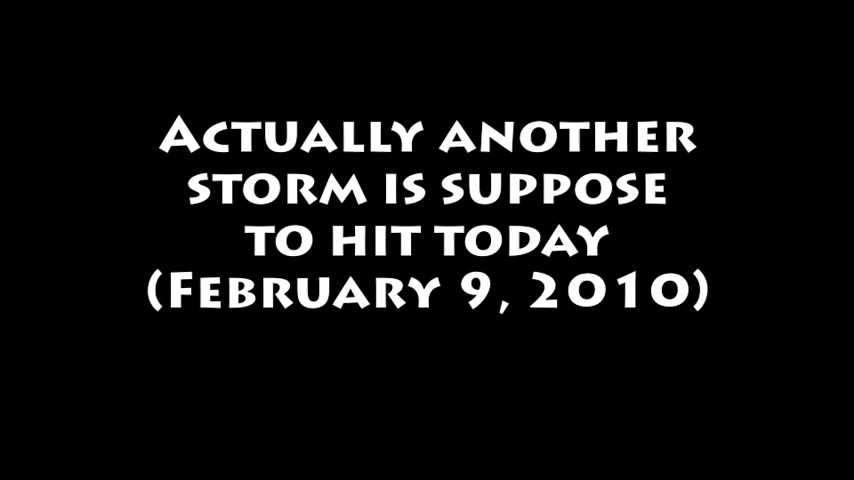 Actually another
storm is suppose
to hit today
(February 9, 2010)